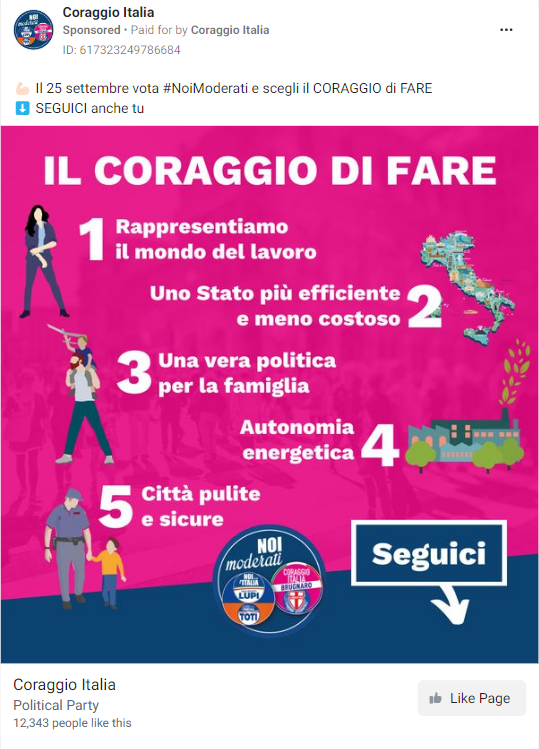 Coraggio Italia
Sponsored • Paid for by Coraggio Italia
ID: 617323249786684
💪🏻 Il 25 settembre vota #NoiModerati e scegli il CORAGGIO di FARE
⬇️ SEGUICI anche tu
IL CORAGGIO DI FARE
1 Rappresentiamo
il mondo del lavoro
Uno Stato più efficiente
e meno costoso 2
3 Una vera politica
per la famiglia
Autonomia
energetica 4
5 Città pulite
e sicure
NOI
moderati
NOI CON
L'ITALIA
LUPI
TOTI
CORAGGIO
ITALIA
BRUGNARO
Seguici
Coraggio Italia
Political Party
12,343 people like this
Like Page